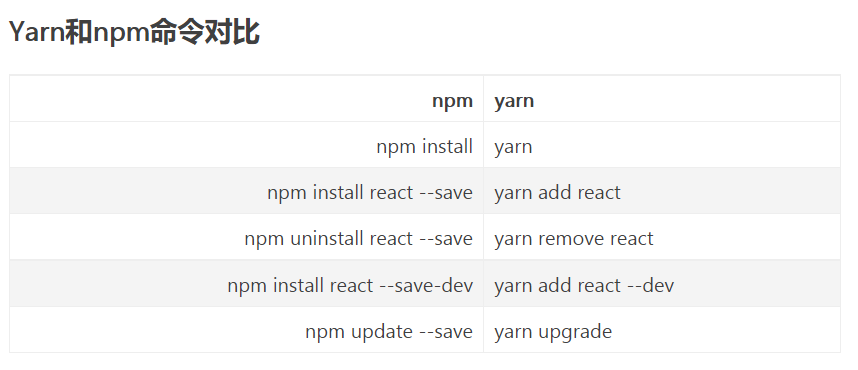 Yarn和npm命令对比
npm yarn
npm install yarn
npm install react --save yarn add react
npm uninstall react --save yarn remove react
npm install react --save-dev yarn add react --dev
npm update --save yarn upgrade